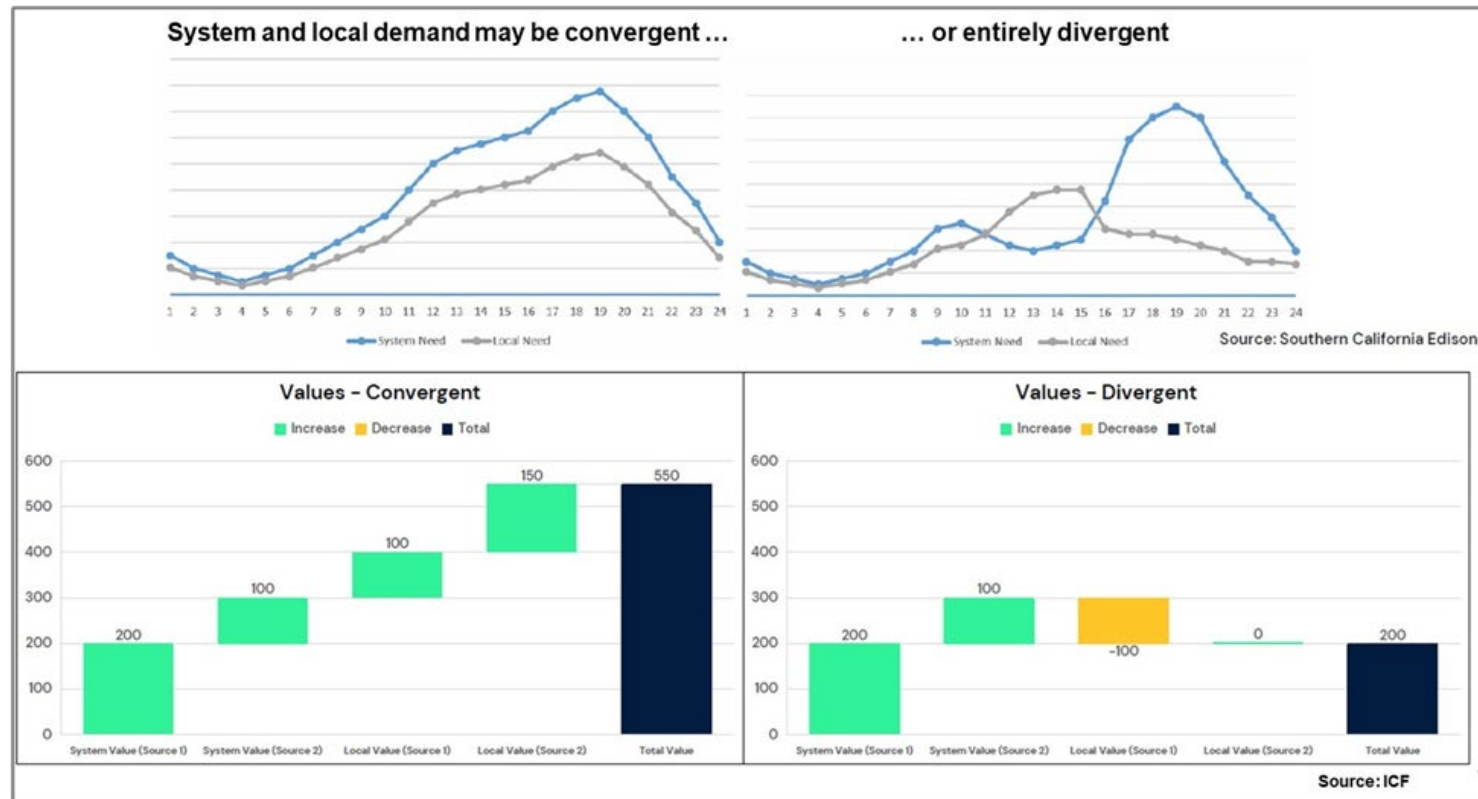 System and local demand may be convergent ...
... or entirely divergent
1 2 3 4 5 6 7 8 9 10 11 12 13 14 15 16 17 18 19 20 21 22 23 24
System Need Local Need
1 2 3 4 5 6 7 8 9 10 11 12 13 14 15 16 17 18 19 20 21 22 23 24
System Need Local Need
Source: Southern California Edison
Values - Convergent
Increase Decrease Total
600
500
400
300
200
100
0
200
100
100
150
550
System Value (Source 1) System Value (Source 2) Local Value (Source 1) Local Value (Source 2) Total Value
Values - Divergent
Increase Decrease Total
600
500
400
300
200
100
0
200
100
-100
0
200
System Value (Source 1) System Value (Source 2) Local Value (Source 1) Local Value (Source 2) Total Value
Source: ICF